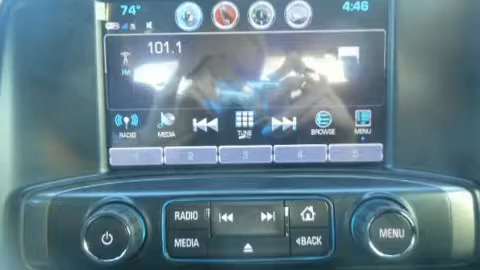 74° 4:46
101.1
FM
RADIO MEDIA TUNE BROWSE MENU
1 2 3 4 5
RADIO
MEDIA
BACK
MENU